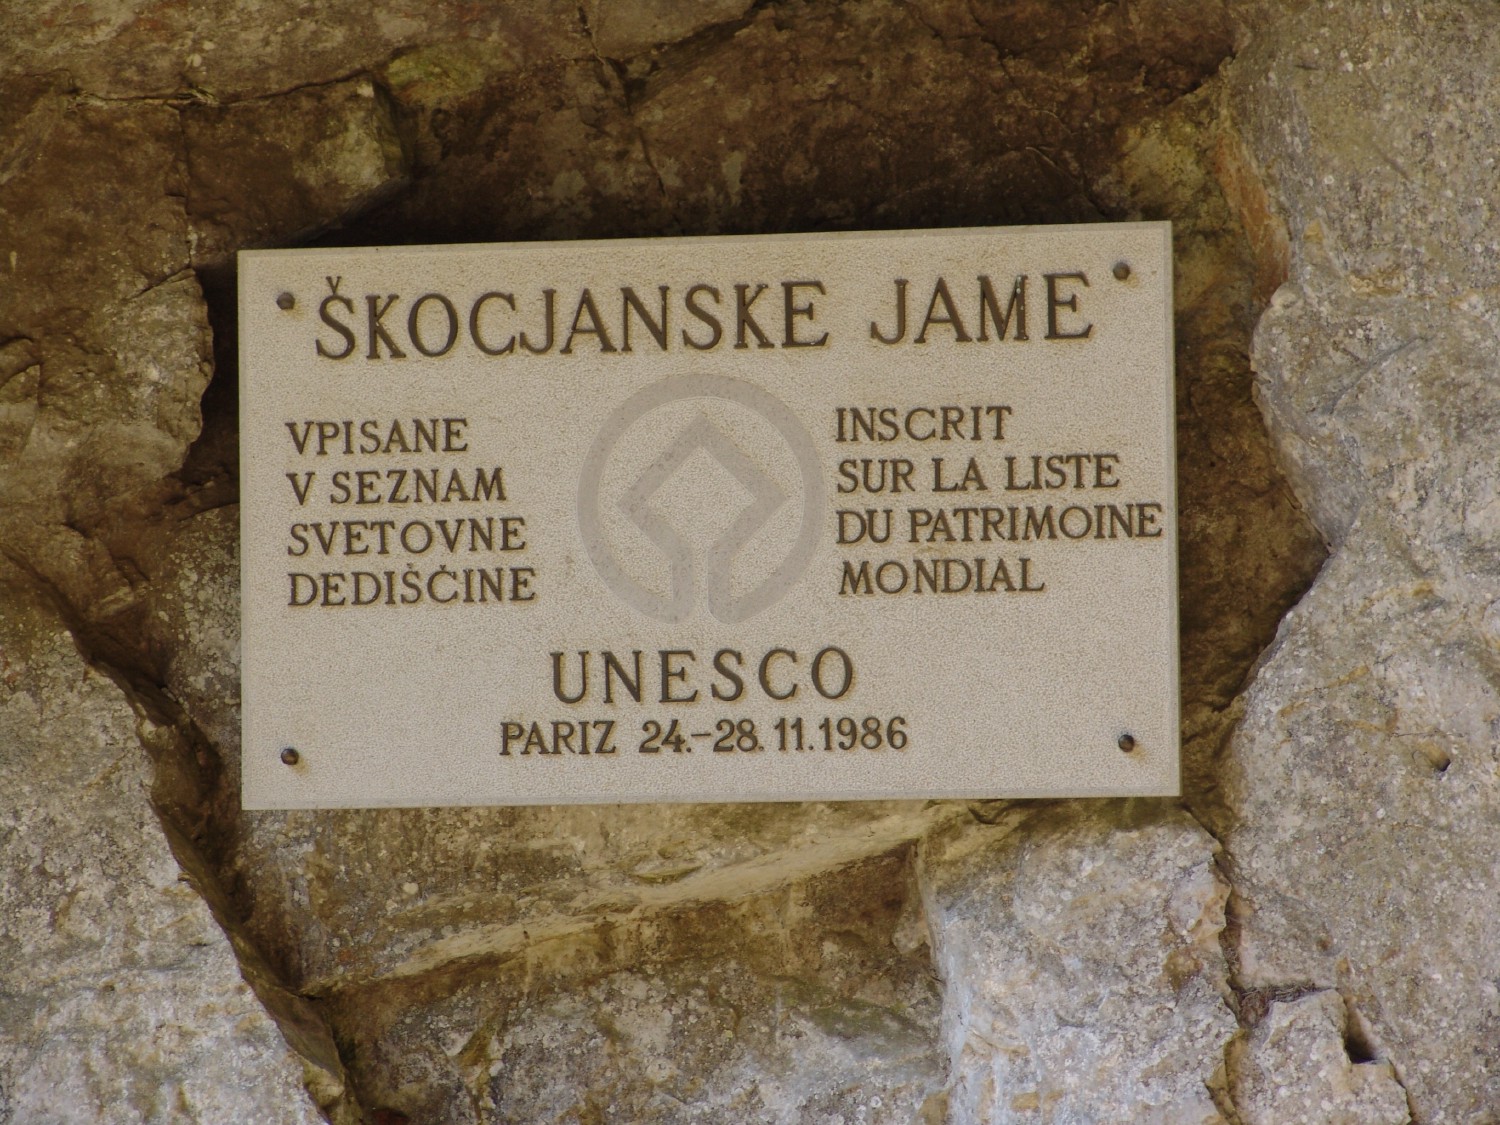 ŠKOCJANSKE JAME
VPISANE
V SEZNAM
SVETOVNE
DEDIŠČINE
INSCRIT
SUR LA LISTE
DU PATRIMOINE
MONDIAL
UNESCO
PARIZ 24.-28.11.1986